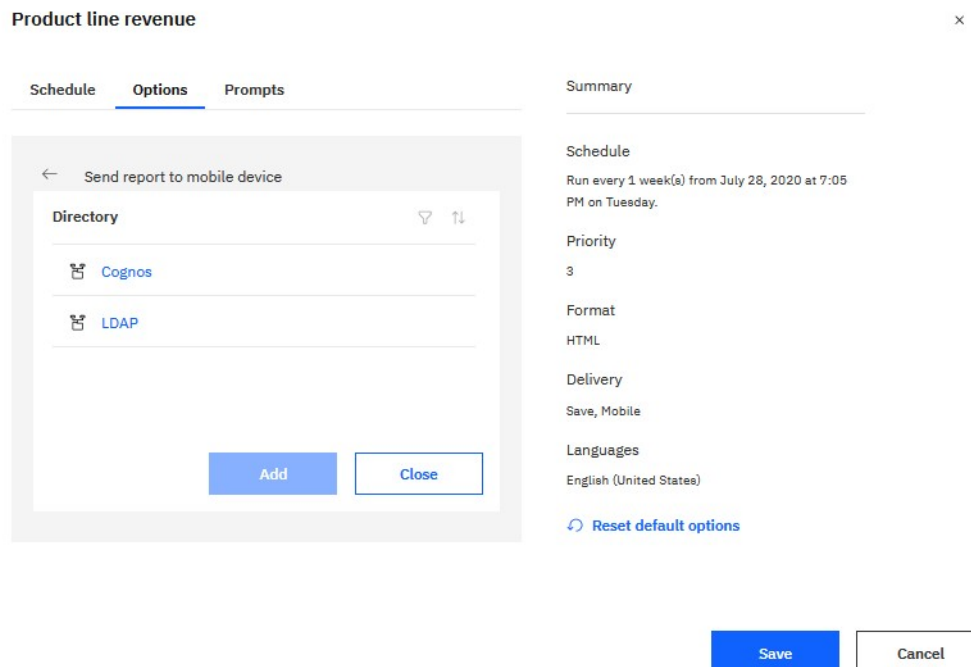 Product line revenue
Schedule
Options
Prompts
Send report to mobile device
Directory
Cognos
LDAP
Add
Close
Summary
Schedule
Run every 1 week(s) from July 28, 2020 at 7:05
PM on Tuesday.
Priority
3
Format
HTML
Delivery
Save, Mobile
Languages
English (United States)
Reset default options
Save
Cancel